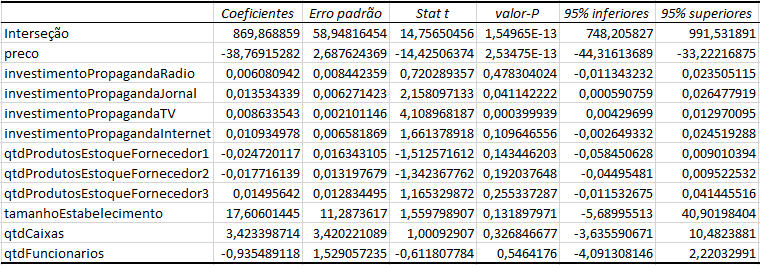 Coeficientes Erro padrão Stat t valor-P 95% inferiores 95% superiores
Interseção 869,868859 58,94816454 14,75650456 1,54965E-13 748,205827 991,531891
preco -38,76915282 2,687624369 -14,42506374 2,53475E-13 -44,31613689 -33,22216875
investimentoPropagandaRadio 0,006080942 0,008442359 0,720289357 0,478304024 -0,011343232 0,023505115
investimentoPropagandaJornal 0,013534339 0,006271423 2,158097133 0,041142222 0,000590759 0,026477919
investimentoPropagandaTV 0,008633543 0,002101146 4,108968187 0,000399939 0,00429699 0,012970095
investimentoPropagandaInternet 0,010934978 0,006581869 1,661378918 0,109646556 -0,002649332 0,024519288
qtdProdutosEstoqueFornecedor1 -0,024720117 0,016343105 -1,512571612 0,143446203 -0,058450628 0,009010394
qtdProdutosEstoqueFornecedor2 -0,017716139 0,013197679 -1,342367762 0,192037648 -0,04495481 0,009522532
qtdProdutosEstoqueFornecedor3 0,01495642 0,012834495 1,165329872 0,255337287 -0,011532675 0,041445516
tamanhoEstabelecimento 17,60601445 11,2873617 1,559798907 0,131897971 -5,68995513 40,90198404
qtdCaixas 3,423398714 3,420221089 1,00092907 0,326846677 -3,635590671 10,4823881
qtdFuncionarios -0,935489118 1,529057235 -0,611807784 0,5464176 -4,091308146 2,22032991